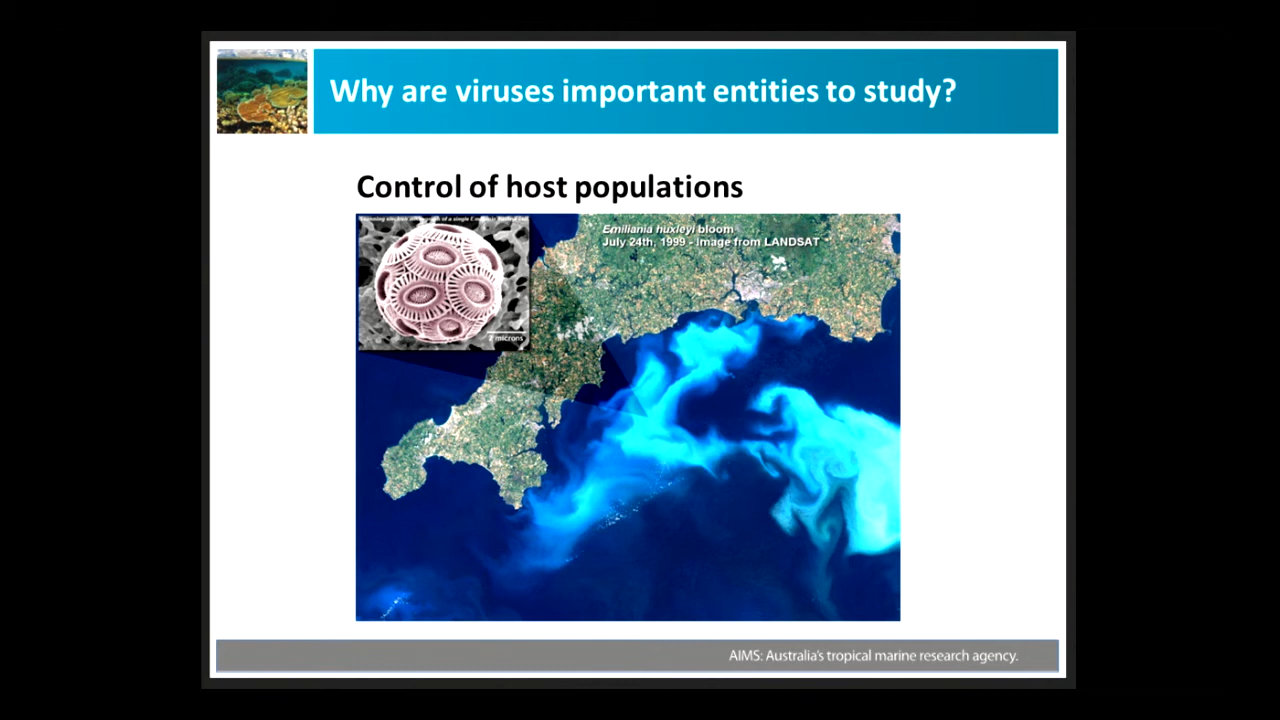 Why are viruses important entities to study?
Control of host populations
Emiliania huxleyi bloom
July 24th, 1999 - Image from LANDSAT
2 microns
AIMS: Australia's tropical marine research agency.